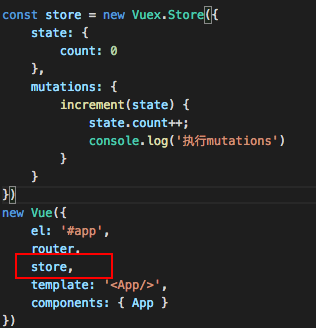 const store = new Vuex.Store({
state: {
count: 0
},
mutations: {
increment(state) {
state.count++;
console.log('执行mutations')
}
}
})
new Vue({
el: '#app',
router,
store,
template: '<App/>',
components: { App }
})